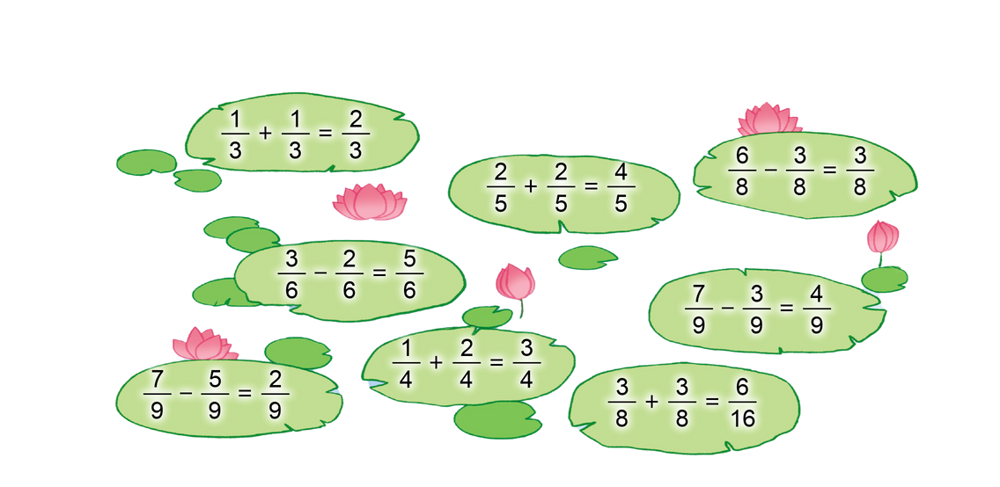 1/3 + 1/3 = 2/3
2/5 + 2/5 = 4/5
6/8 − 3/8 = 3/8
3/6 − 2/6 = 5/6
7/9 − 3/9 = 4/9
1/4 + 2/4 = 3/4
7/9 − 5/9 = 2/9
3/8 + 3/8 = 6/16